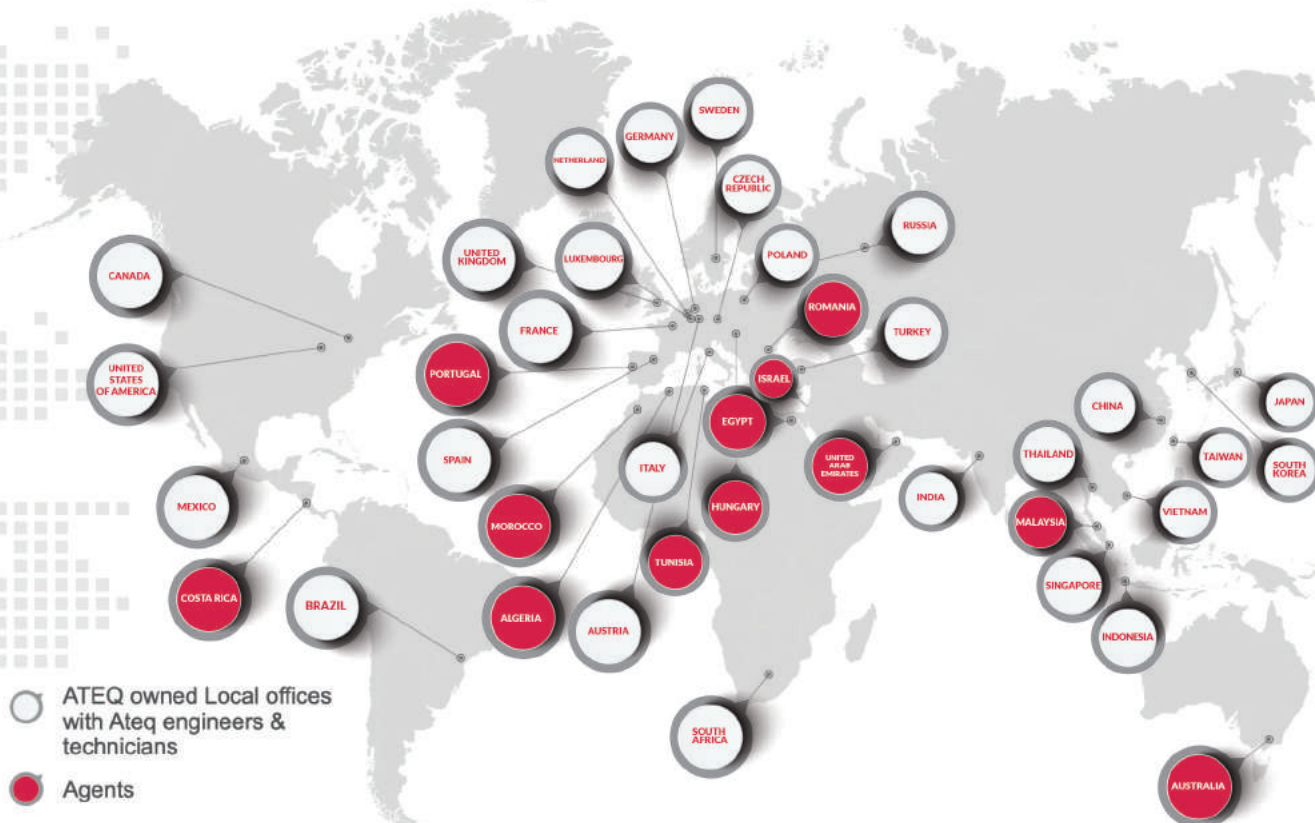 SWEDEN
GERMANY
NETHERLAND
CZECH
REPUBLIC
RUSSIA
UNITED
KINGDOM
LUXEMBOURG
POLAND
CANADA
ROMANIA
FRANCE
TURKEY
PORTUGAL
ISRAEL
UNITED
STATES
OF AMERICA
JAPAN
CHINA
EGYPT
SPAIN
ITALY
UNITED
ARAB
EMIRATES
THAILAND
TAIWAN
SOUTH
KOREA
INDIA
MEXICO
HUNGARY
VIETNAM
MALAYSIA
MOROCCO
TUNISIA
SINGAPORE
COSTA RICA
BRAZIL
ALGERIA
AUSTRIA
INDONESIA
ATEQ owned Local offices
with Ateq engineers &
technicians
SOUTH
AFRICA
Agents
AUSTRALIA